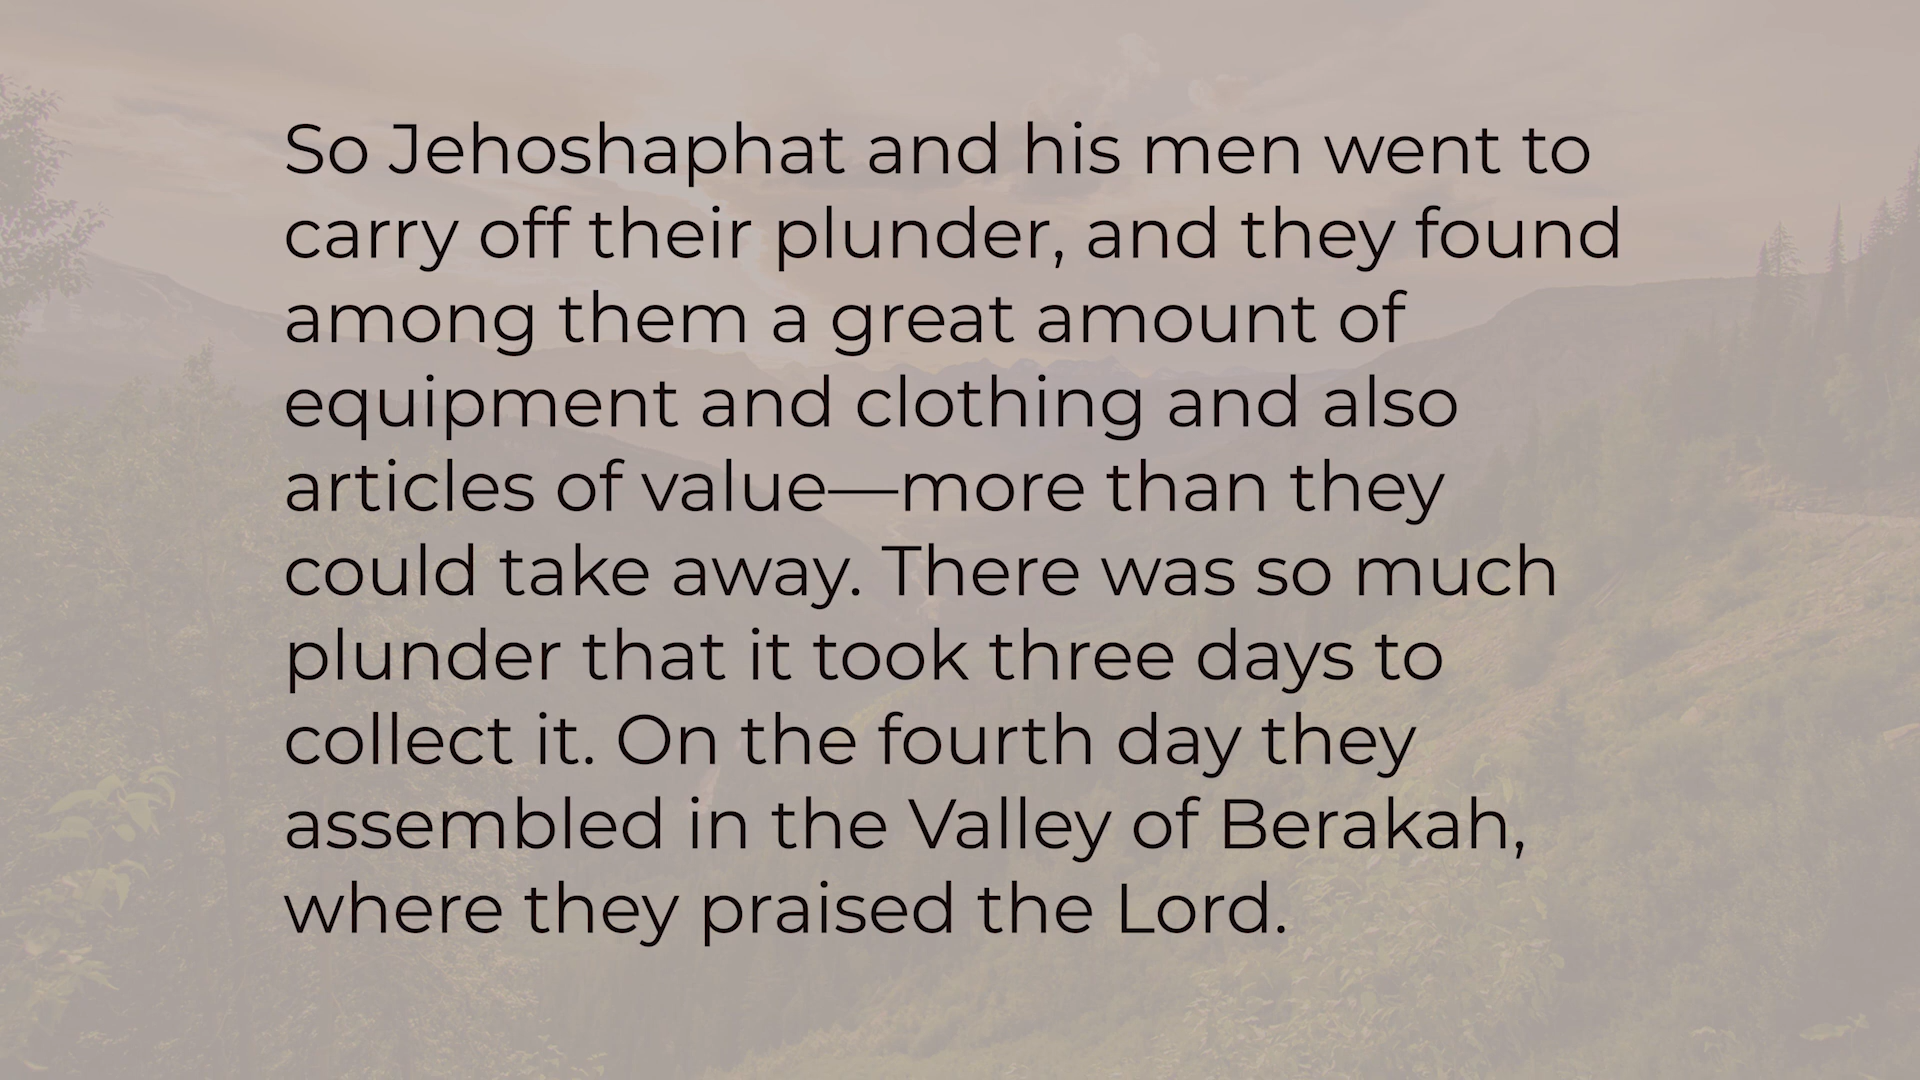 So Jehoshaphat and his men went to
carry off their plunder, and they found
among them a great amount of
equipment and clothing and also
articles of value—more than they
could take away. There was so much
plunder that it took three days to
collect it. On the fourth day they
assembled in the Valley of Berakah,
where they praised the Lord.